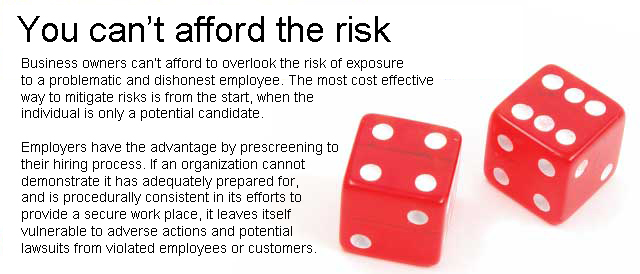 You can't afford the risk
Business owners can't afford to overlook the risk of exposure
to a problematic and dishonest employee. The most cost effective
way to mitigate risks is from the start, when the
individual is only a potential candidate.
Employers have the advantage by prescreening to
their hiring process. If an organization cannot
demonstrate it has adequately prepared for,
and is procedurally consistent in its efforts to
provide a secure work place, it leaves itself
vulnerable to adverse actions and potential
lawsuits from violated employees or customers.